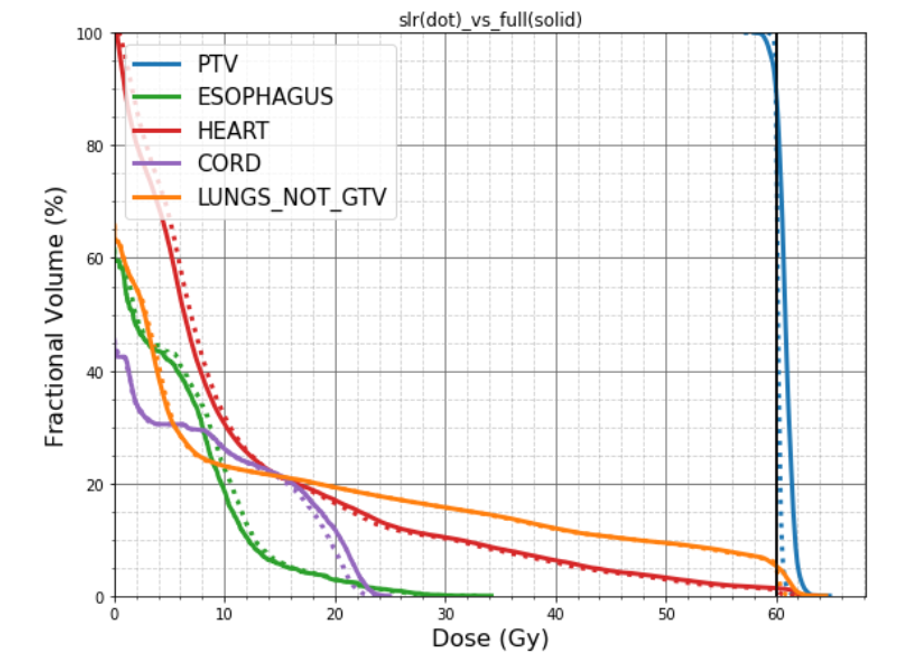 slr(dot)_vs_full(solid)
100
80
60
40
20
0
Fractional Volume (%)
PTV
ESOPHAGUS
HEART
CORD
LUNGS_NOT_GTV
0 10 20 30 40 50 60
Dose (Gy)